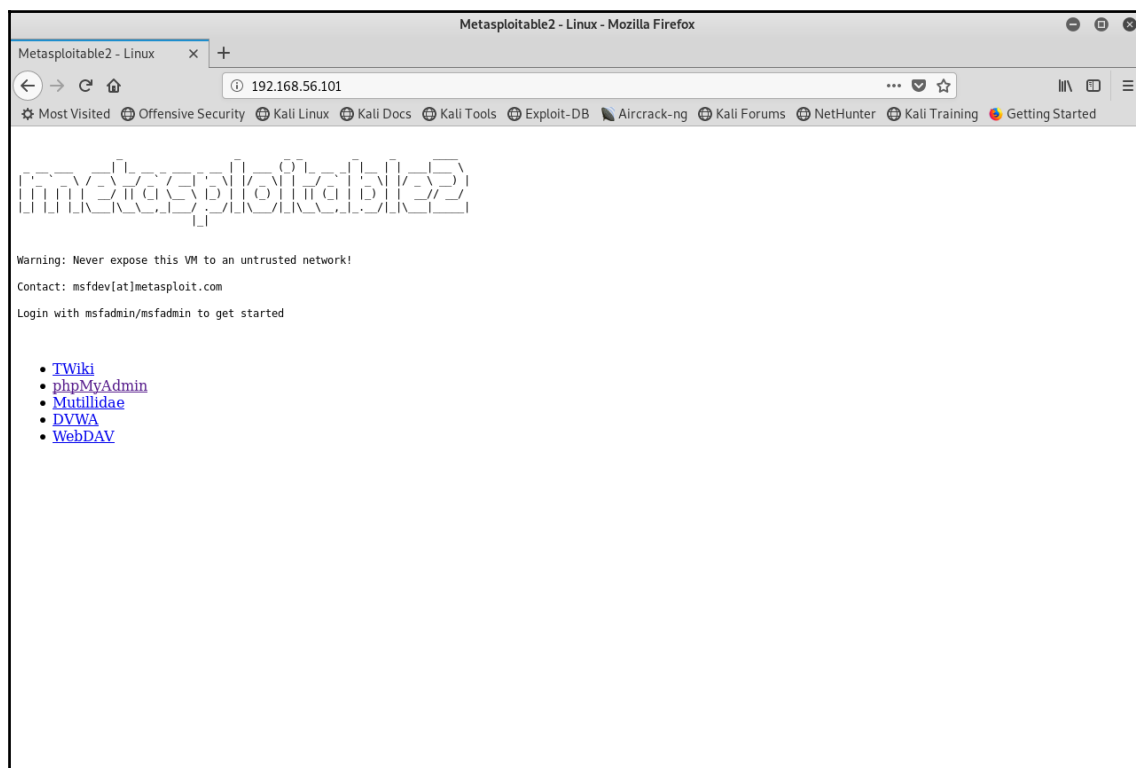 Metasploitable2 - Linux - Mozilla Firefox
Metasploitable2 - Linux
192.168.56.101
Most Visited Offensive Security Kali Linux Kali Docs Kali Tools Exploit-DB Aircrack-ng Kali Forums NetHunter Kali Training Getting Started
metasploitable2
Warning: Never expose this VM to an untrusted network!
Contact: msfdev[at]metasploit.com
Login with msfadmin/msfadmin to get started
TWiki
phpMyAdmin
Mutillidae
DVWA
WebDAV